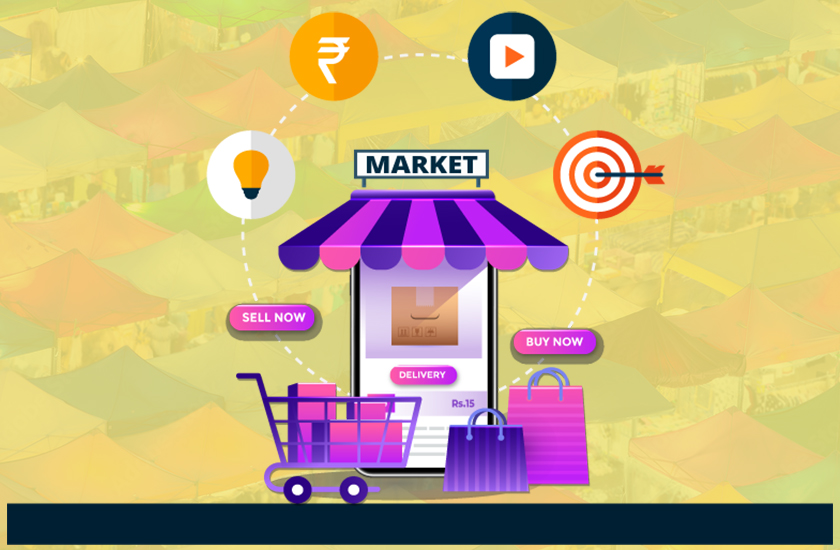 ₹
MARKET
SELL NOW
BUY NOW
DELIVERY
Rs.15